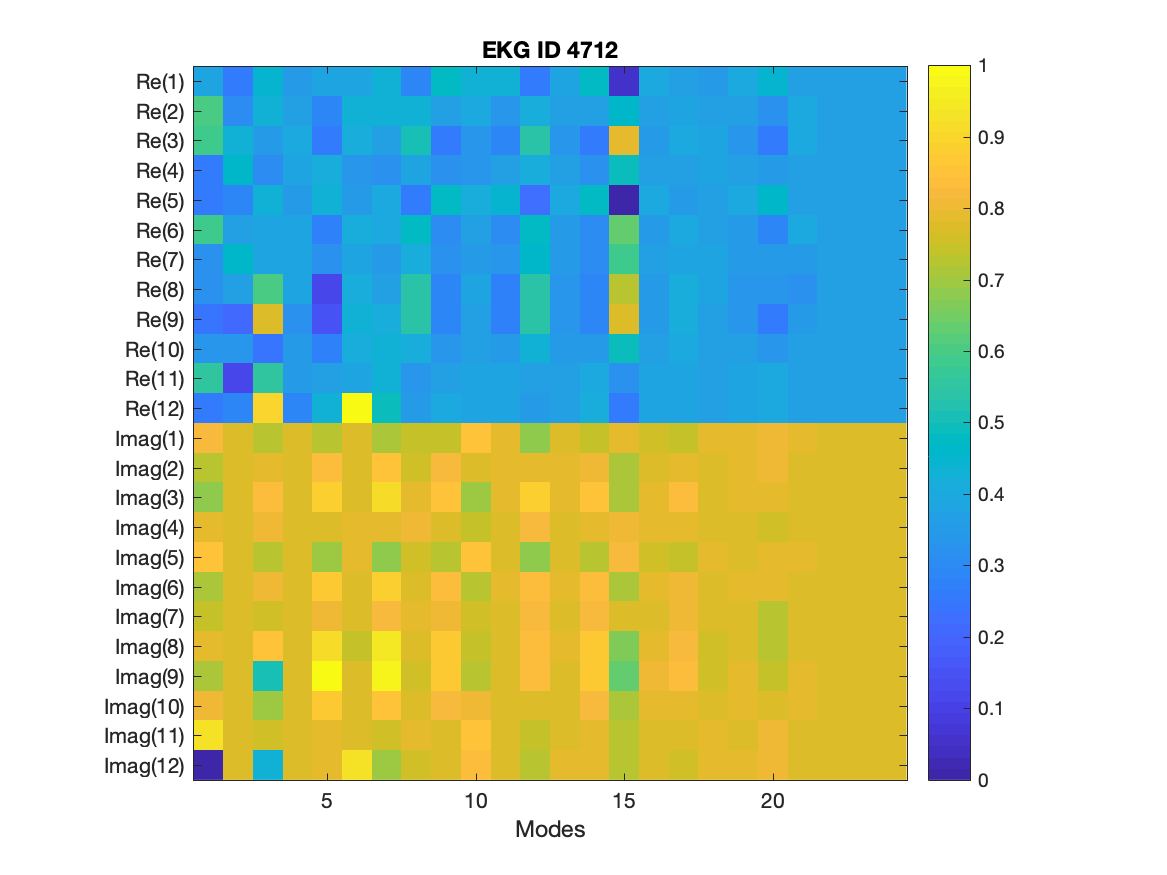 EKG ID 4712
Re(1)
Re(2)
Re(3)
Re(4)
Re(5)
Re(6)
Re(7)
Re(8)
Re(9)
Re(10)
Re(11)
Re(12)
Imag(1)
Imag(2)
Imag(3)
Imag(4)
Imag(5)
Imag(6)
Imag(7)
Imag(8)
Imag(9)
Imag(10)
Imag(11)
Imag(12)
5 10 15 20
Modes
1
0.9
0.8
0.7
0.6
0.5
0.4
0.3
0.2
0.1
0